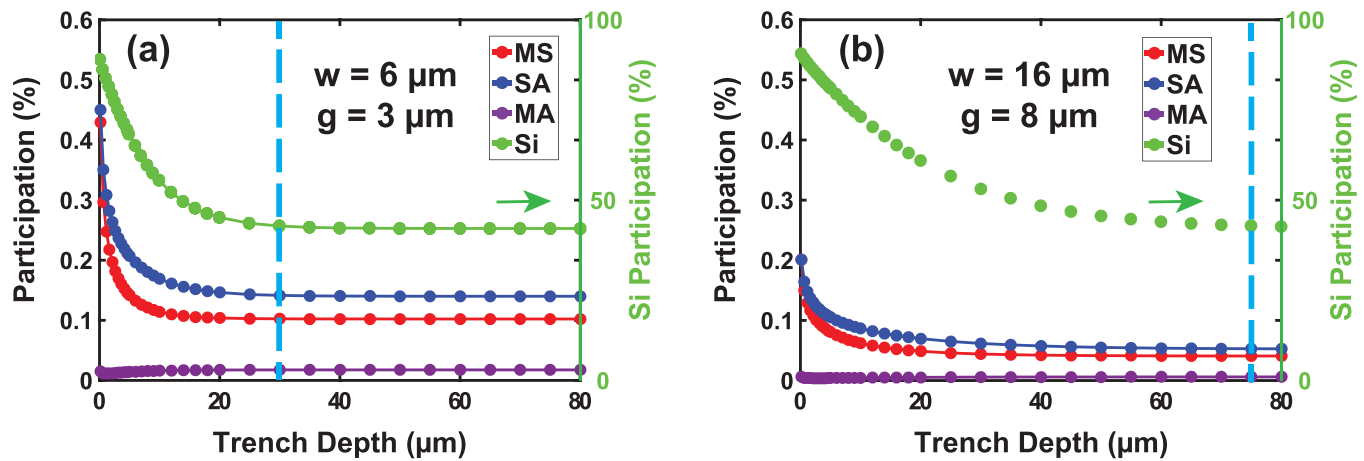 (a)
w = 6 µm
g = 3 µm
MS
SA
MA
Si
Participation (%)
0.6
0.5
0.4
0.3
0.2
0.1
0
0
20
40
60
80
Trench Depth (µm)
100
50
0
Si Participation (%)
(b)
w = 16 µm
g = 8 µm
MS
SA
MA
Si
Participation (%)
0.6
0.5
0.4
0.3
0.2
0.1
0
0
20
40
60
80
Trench Depth (µm)
100
50
0
Si Participation (%)